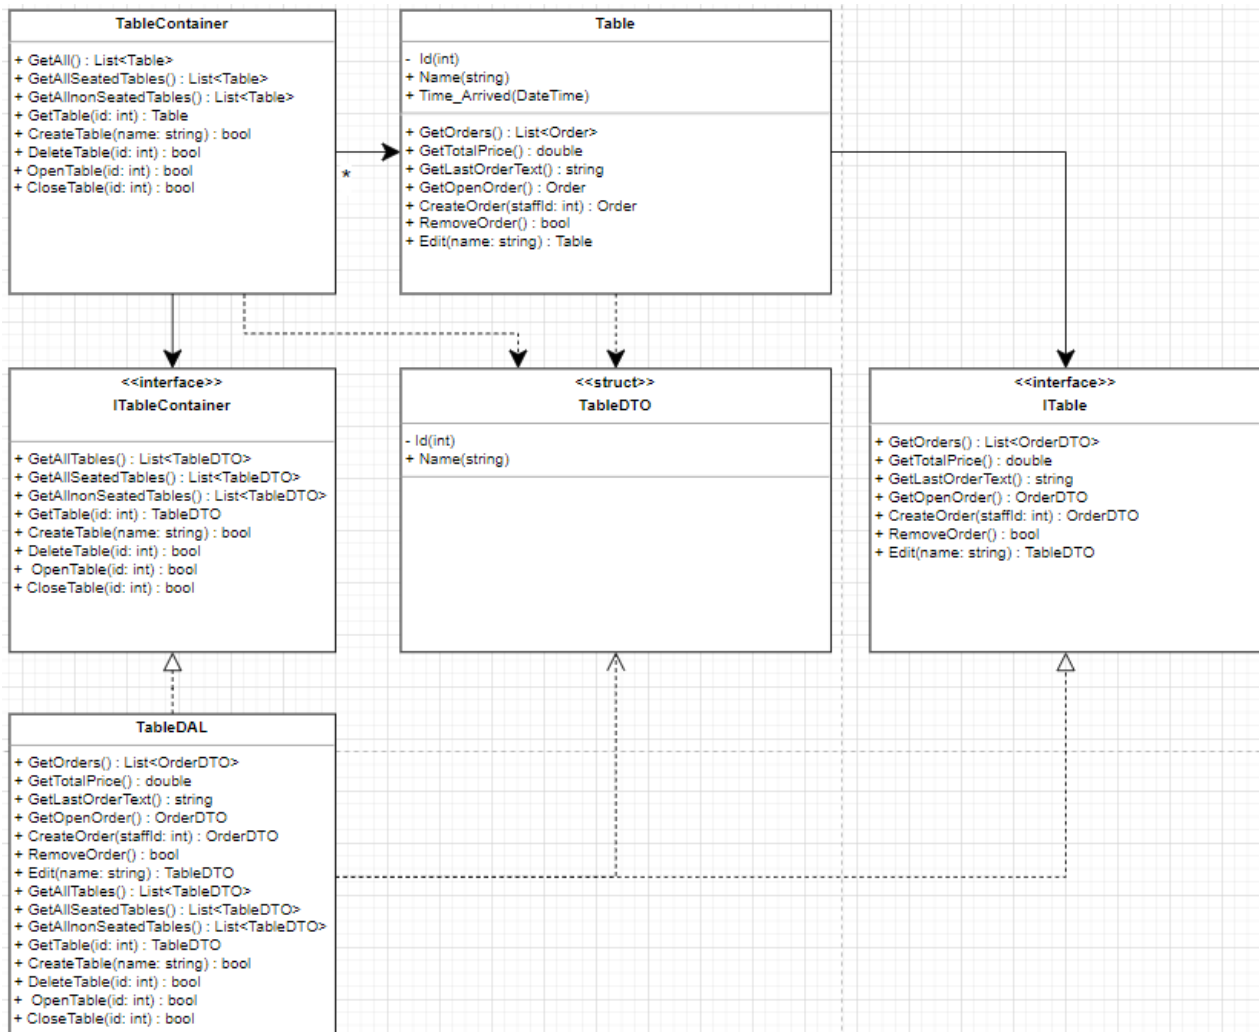 TableContainer
+ GetAll() : List<Table>
+ GetAllSeatedTables() : List<Table>
+ GetAllnonSeatedTables() : List<Table>
+ GetTable(id: int) : Table
+ CreateTable(name: string) : bool
+ DeleteTable(id: int) : bool
+ OpenTable(id: int) : bool
+ CloseTable(id: int) : bool
*
Table
- Id(int)
+ Name(string)
+ Time_Arrived(DateTime)
+ GetOrders() : List<Order>
+ GetTotalPrice() : double
+ GetLastOrderText() : string
+ GetOpenOrder() : Order
+ CreateOrder(staffId: int) : Order
+ RemoveOrder() : bool
+ Edit(name: string) : Table
<<interface>>
ITableContainer
+ GetAllTables() : List<TableDTO>
+ GetAllSeatedTables() : List<TableDTO>
+ GetAllnonSeatedTables() : List<TableDTO>
+ GetTable(id: int) : TableDTO
+ CreateTable(name: string) : bool
+ DeleteTable(id: int) : bool
+ OpenTable(id: int) : bool
+ CloseTable(id: int) : bool
<<struct>>
TableDTO
- Id(int)
+ Name(string)
<<interface>>
ITable
+ GetOrders() : List<OrderDTO>
+ GetTotalPrice() : double
+ GetLastOrderText() : string
+ GetOpenOrder() : OrderDTO
+ CreateOrder(staffId: int) : OrderDTO
+ RemoveOrder() : bool
+ Edit(name: string) : TableDTO
TableDAL
+ GetOrders() : List<OrderDTO>
+ GetTotalPrice() : double
+ GetLastOrderText() : string
+ GetOpenOrder() : OrderDTO
+ CreateOrder(staffId: int) : OrderDTO
+ RemoveOrder() : bool
+ Edit(name: string) : TableDTO
+ GetAllTables() : List<TableDTO>
+ GetAllSeatedTables() : List<TableDTO>
+ GetAllnonSeatedTables() : List<TableDTO>
+ GetTable(id: int) : TableDTO
+ CreateTable(name: string) : bool
+ DeleteTable(id: int) : bool
+ OpenTable(id: int) : bool
+ CloseTable(id: int) : bool